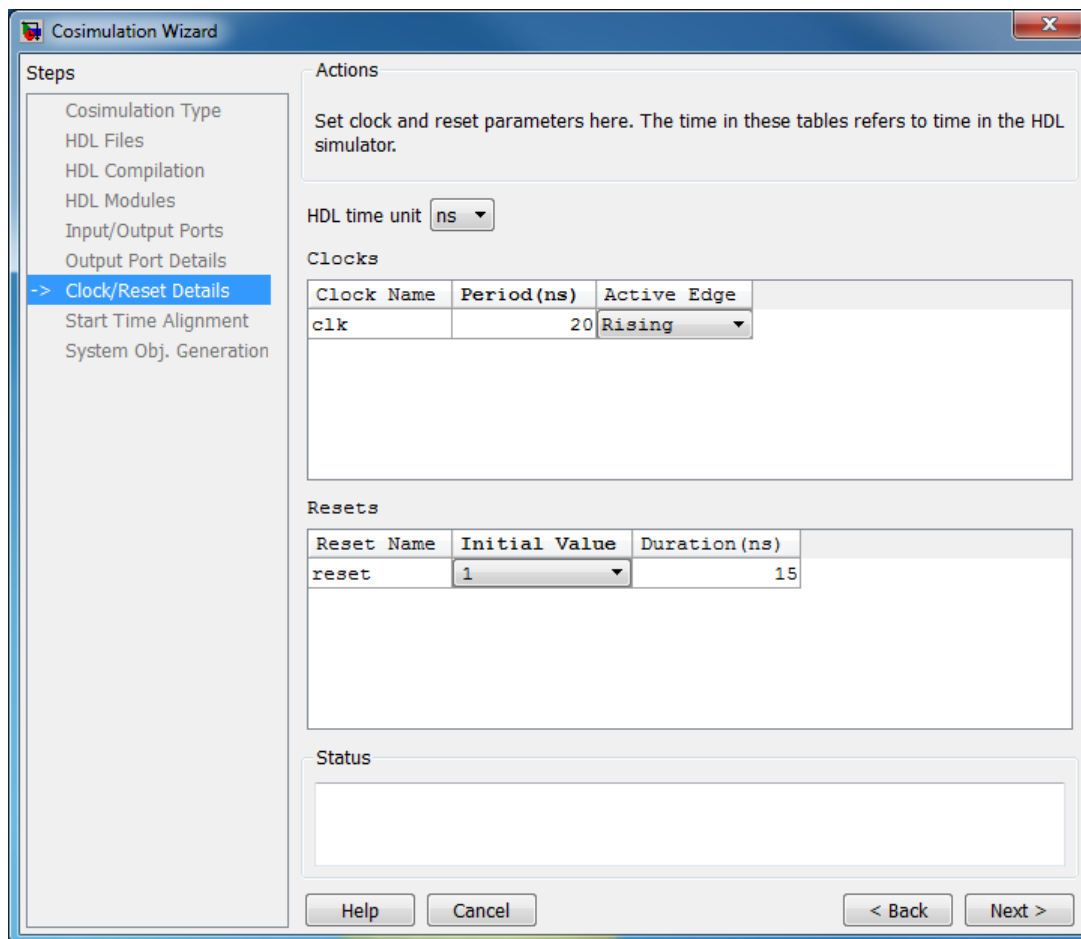 Cosimulation Wizard
Steps
Cosimulation Type
HDL Files
HDL Compilation
HDL Modules
Input/Output Ports
Output Port Details
-> Clock/Reset Details
Start Time Alignment
System Obj. Generation
Actions
Set clock and reset parameters here. The time in these tables refers to time in the HDL
simulator.
HDL time unit ns
Clocks
Clock Name Period(ns) Active Edge
clk 20 Rising
Resets
Reset Name Initial Value Duration(ns)
reset 1 15
Status
Help Cancel < Back Next >